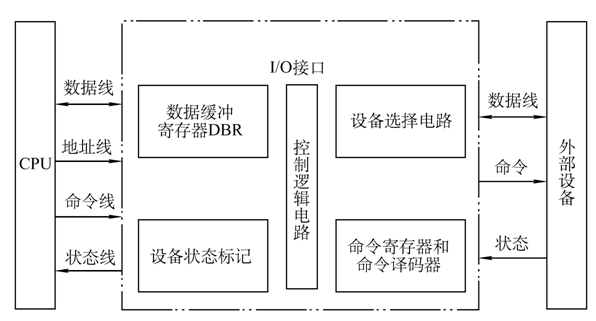 CPU
数据线
地址线
命令线
状态线
I/O接口
数据缓冲
寄存器DBR
设备状态标记
控制逻辑电路
设备选择电路
命令寄存器和
命令译码器
数据线
命令
状态
外部设备